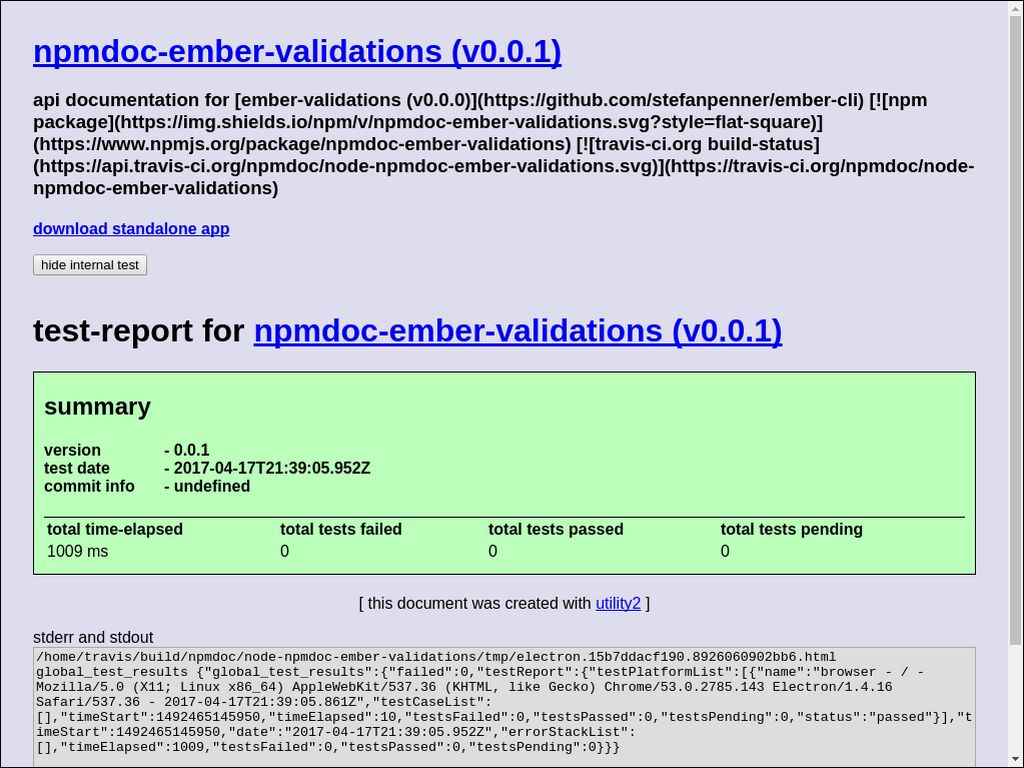 npmdoc-ember-validations (v0.0.1)
api documentation for [ember-validations (v0.0.0)](https://github.com/stefanpenner/ember-cli) [![npm
package](https://img.shields.io/npm/v/npmdoc-ember-validations.svg?style=flat-square)]
(https://www.npmjs.org/package/npmdoc-ember-validations) [![travis-ci.org build-status]
(https://api.travis-ci.org/npmdoc/node-npmdoc-ember-validations.svg)](https://travis-ci.org/npmdoc/node-
npmdoc-ember-validations)
download standalone app
hide internal test
test-report for npmdoc-ember-validations (v0.0.1)
summary
version - 0.0.1
test date - 2017-04-17T21:39:05.952Z
commit info - undefined
total time-elapsed total tests failed total tests passed total tests pending
1009 ms 0 0 0
[ this document was created with utility2 ]
stderr and stdout
/home/travis/build/npmdoc/node-npmdoc-ember-validations/tmp/electron.15b7ddacf190.8926060902bb6.html
global_test_results {"global_test_results":{"failed":0,"testReport":{"testPlatformList":[{"name":"browser - / -
Mozilla/5.0 (X11; Linux x86_64) AppleWebKit/537.36 (KHTML, like Gecko) Chrome/53.0.2785.143 Electron/1.4.16
Safari/537.36 - 2017-04-17T21:39:05.861Z","testCaseList":
[],"timeStart":1492465145950,"timeElapsed":10,"testsFailed":0,"testsPassed":0,"testsPending":0,"status":"passed"}],"t
imeStart":1492465145950,"date":"2017-04-17T21:39:05.952Z","errorStackList":
[],"timeElapsed":1009,"testsFailed":0,"testsPassed":0,"testsPending":0}}}